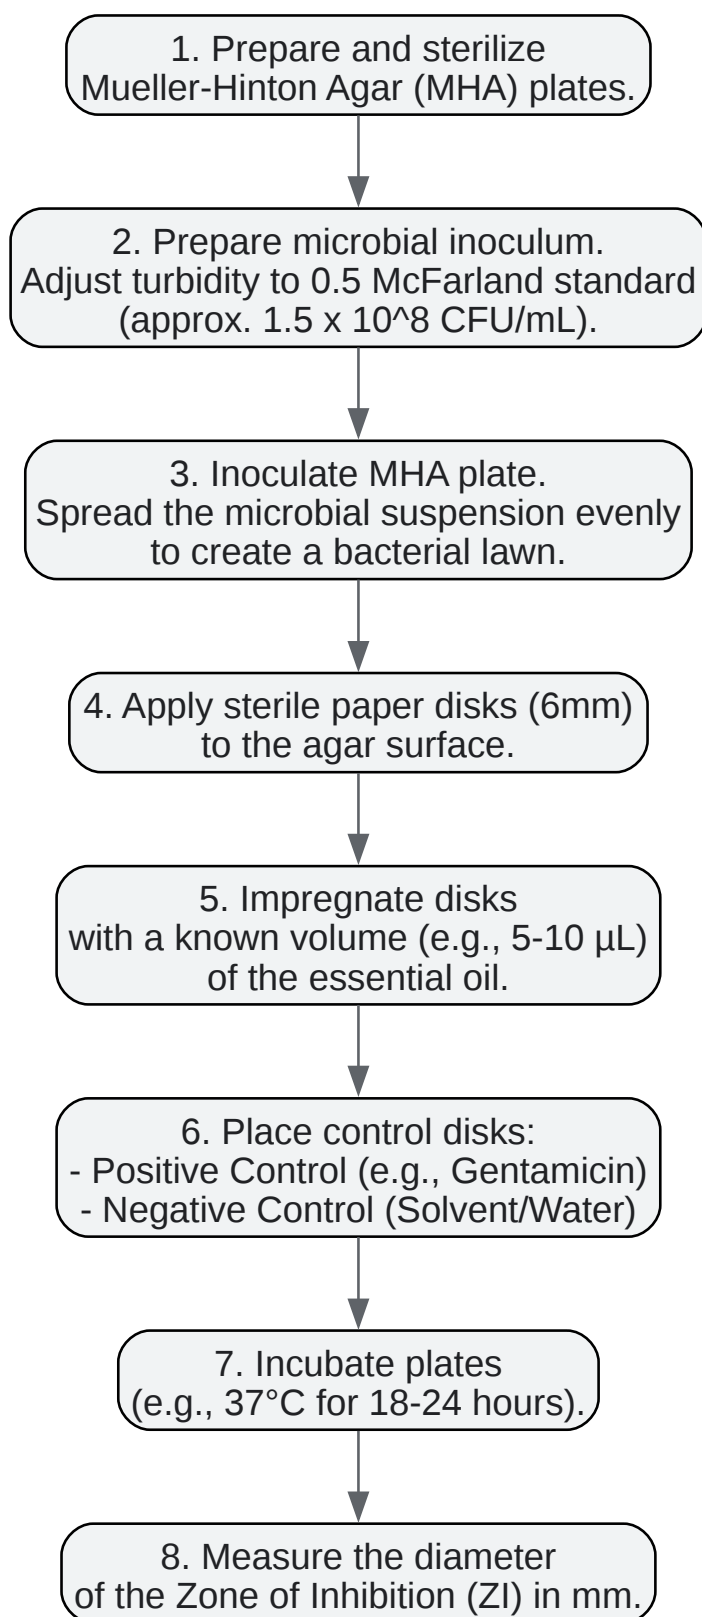 1. Prepare and sterilize
Mueller-Hinton Agar (MHA) plates.
2. Prepare microbial inoculum.
Adjust turbidity to 0.5 McFarland standard
(approx. 1.5 x 10^8 CFU/mL).
3. Inoculate MHA plate.
Spread the microbial suspension evenly
to create a bacterial lawn.
4. Apply sterile paper disks (6mm)
to the agar surface.
5. Impregnate disks
with a known volume (e.g., 5-10 µL)
of the essential oil.
6. Place control disks:
- Positive Control (e.g., Gentamicin)
- Negative Control (Solvent/Water)
7. Incubate plates
(e.g., 37°C for 18-24 hours).
8. Measure the diameter
of the Zone of Inhibition (ZI) in mm.